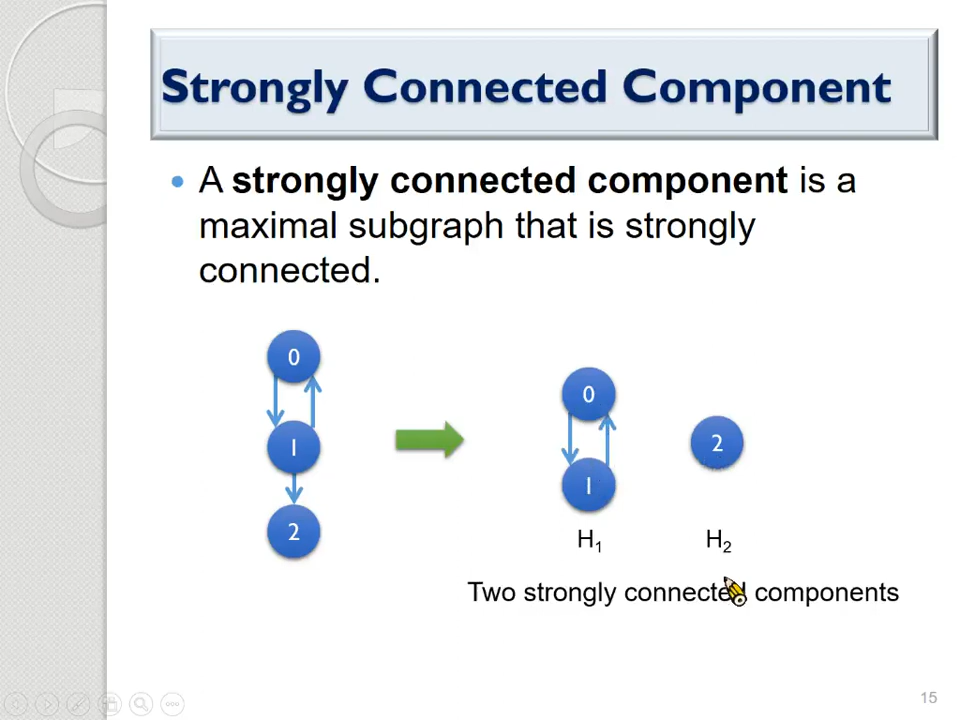 Strongly Connected Component
• A strongly connected component is a
maximal subgraph that is strongly
connected.
0
1
2
0
1
2
H1
H2
Two strongly connected components
15